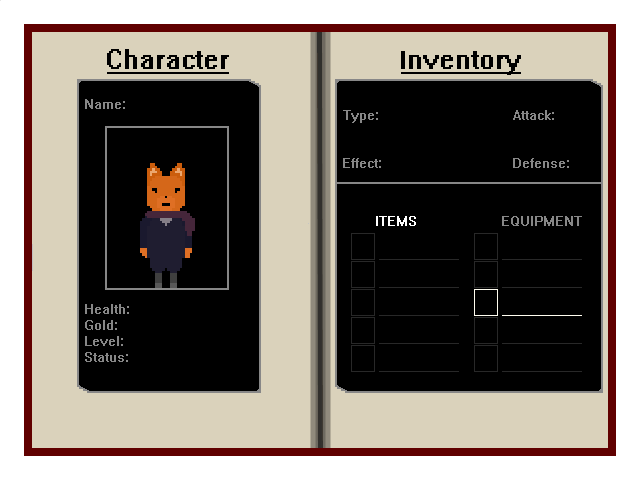 Character
Name:
Health:
Gold:
Level:
Status:
Inventory
Type: Attack:
Effect: Defense:
ITEMS EQUIPMENT